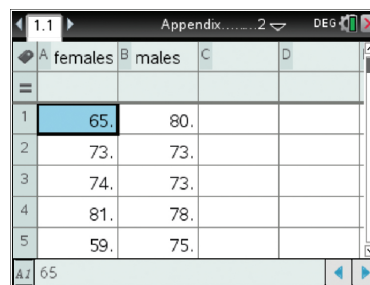 1.1 Appendix........2 DEG
A females B males C D
=
1 65. 80.
2 73. 73.
3 74. 73.
4 81. 78.
5 59. 75.
A1 65